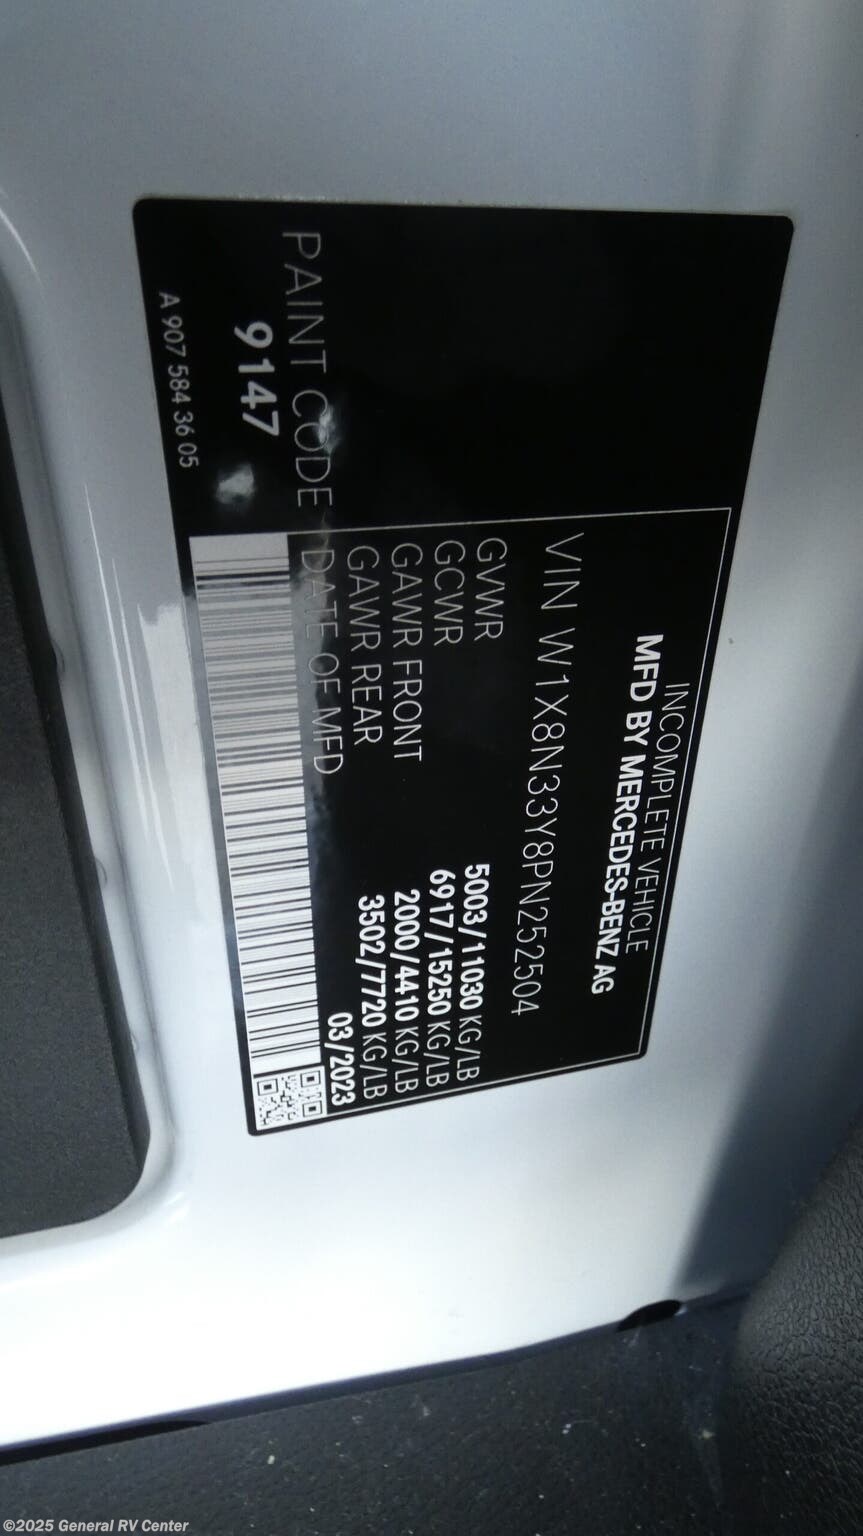 INCOMPLETE VEHICLE
MFD BY MERCEDES-BENZ AG
VIN W1X8N33Y8PN252504
GVWR 5003/11030 KG/LB
GCWR 6917/15250 KG/LB
GAWR FRONT 2000/4410 KG/LB
GAWR REAR 3502/7720 KG/LB
DATE OF MFD 03/2023
PAINT CODE
9147
A 907 584 36 05
©2025 General RV Center